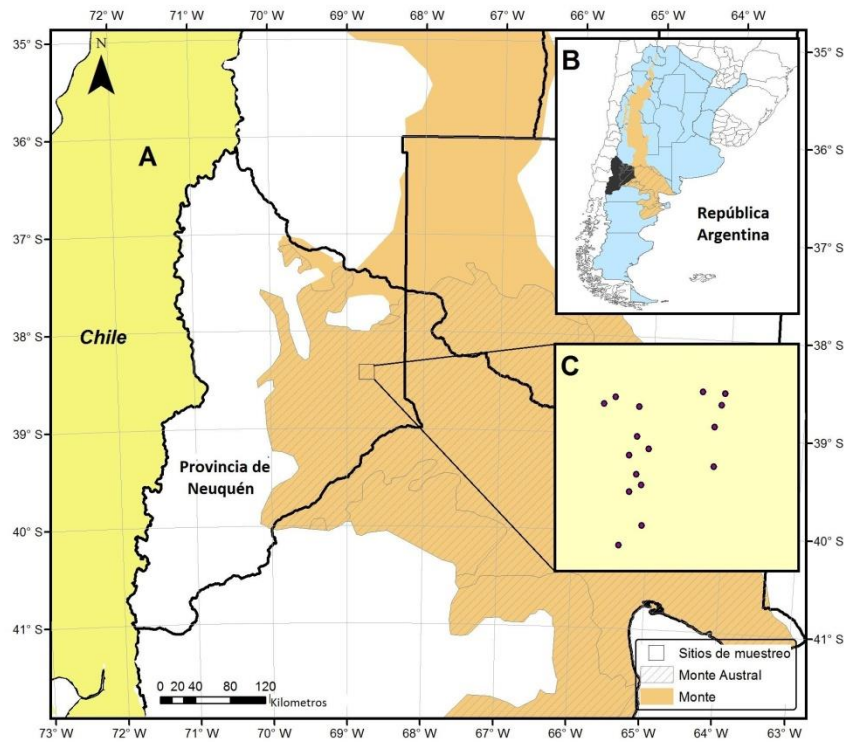 72° W 71° W 70° W 69° W 68° W 67° W 66° W 65° W 64° W
35° S
36° S
37° S
38° S
39° S
40° S
41° S
N
A
Chile
Provincia de
Neuquén
B
República
Argentina
C
35° S
36° S
37° S
38° S
39° S
40° S
41° S
Sitios de muestreo
Monte Austral
Monte
0 20 40 80 120
Kilometros
73° W 72° W 71° W 70° W 69° W 68° W 67° W 66° W 65° W 64° W 63° W